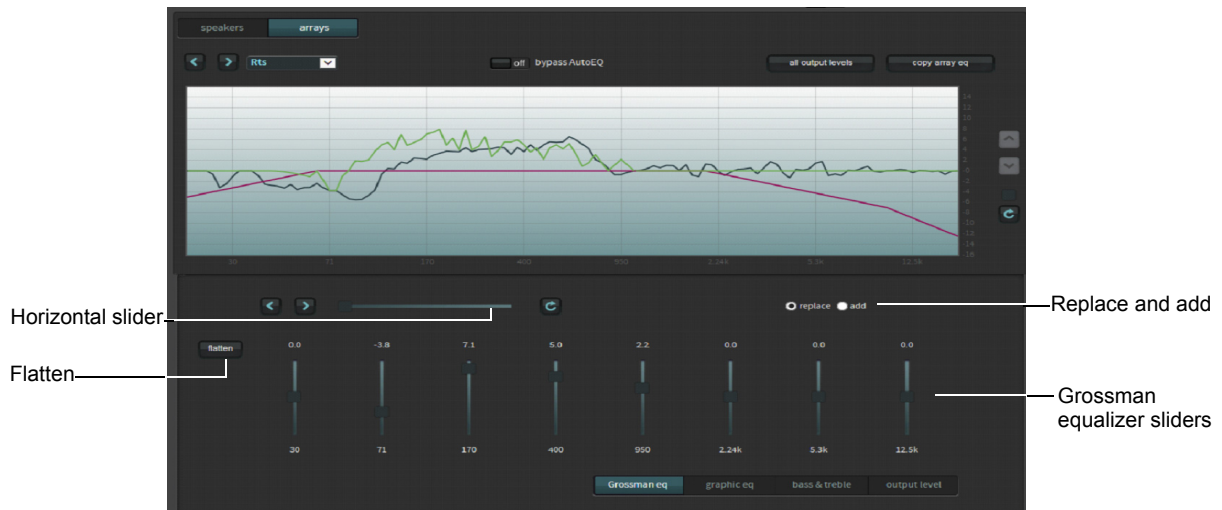 speakers arrays
Rts off bypass AutoEQ all output levels copy array eq
14
12
10
8
6
4
2
0
-2
-4
-6
-8
-10
-12
-14
-16
30 71 170 400 950 2.24k 5.3k 12.5k
Horizontal slider
replace add
Replace and add
flatten 0.0 -3.8 7.1 5.0 2.2 0.0 0.0 0.0
Flatten
Grossman
equalizer sliders
30 71 170 400 950 2.24k 5.3k 12.5k
Grossman eq graphic eq bass & treble output level